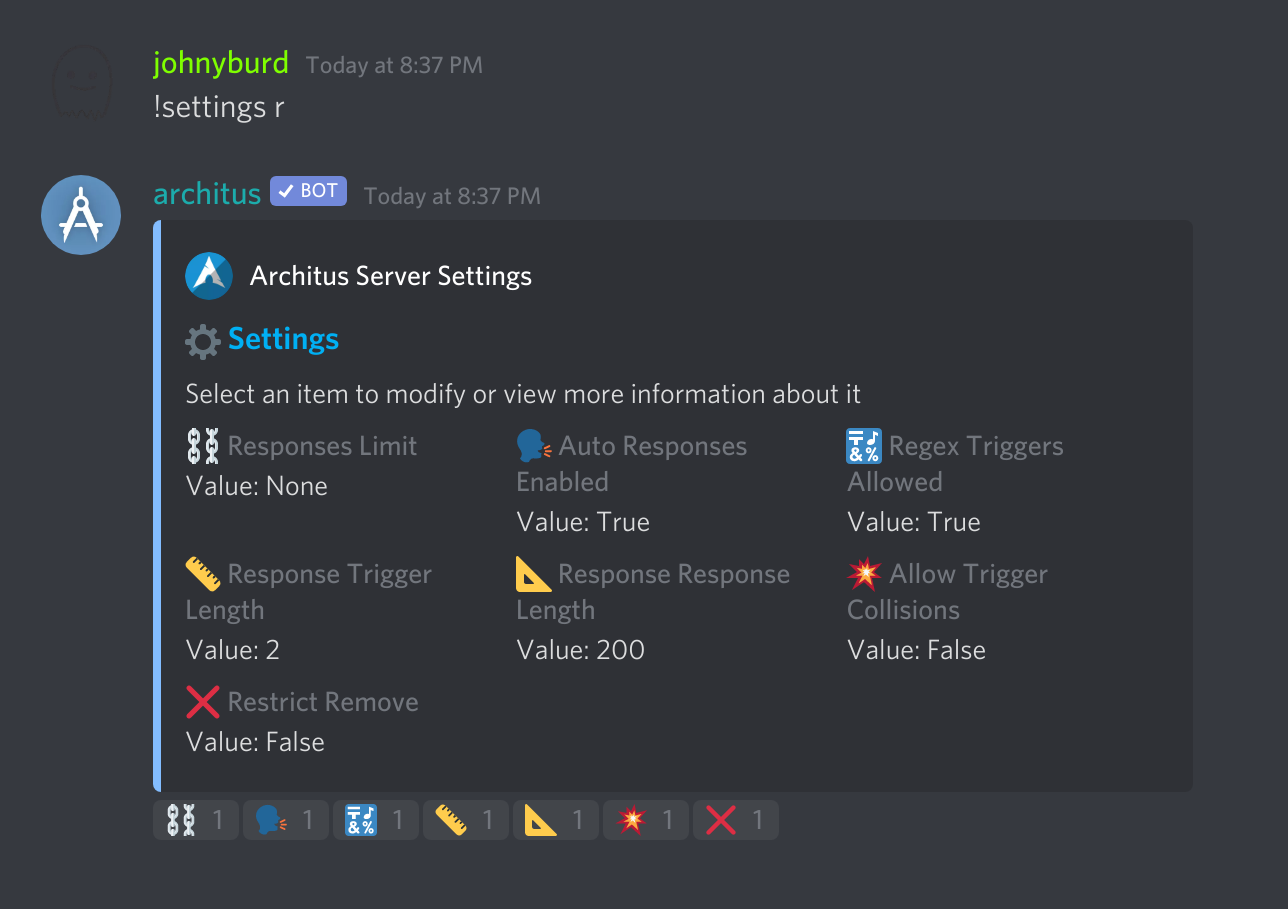 johnyburd Today at 8:37 PM
!settings r
architus BOT Today at 8:37 PM
Architus Server Settings
Settings
Select an item to modify or view more information about it
Responses Limit
Value: None
Auto Responses
Enabled
Value: True
Regex Triggers
Allowed
Value: True
Response Trigger
Length
Value: 2
Response Response
Length
Value: 200
Allow Trigger
Collisions
Value: False
Restrict Remove
Value: False
1 1 1 1 1 1 1